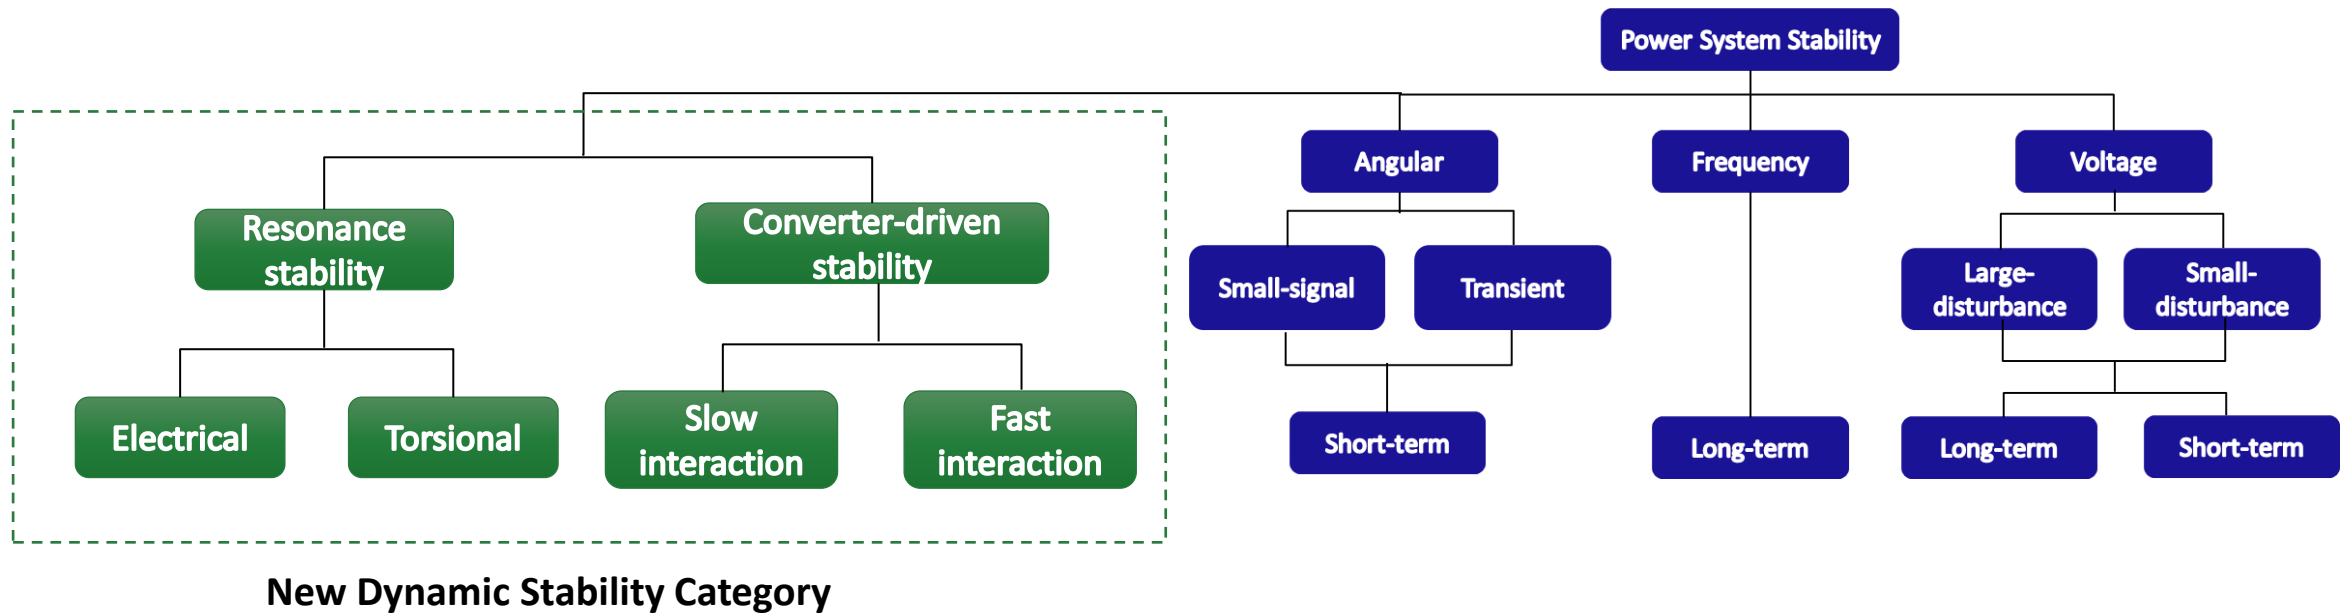 Power System Stability
Angular
Frequency
Voltage
Resonance
stability
Converter-driven
stability
Small-signal
Transient
Large-
disturbance
Small-
disturbance
Electrical
Torsional
Slow
interaction
Fast
interaction
Short-term
Long-term
Long-term
Short-term
New Dynamic Stability Category